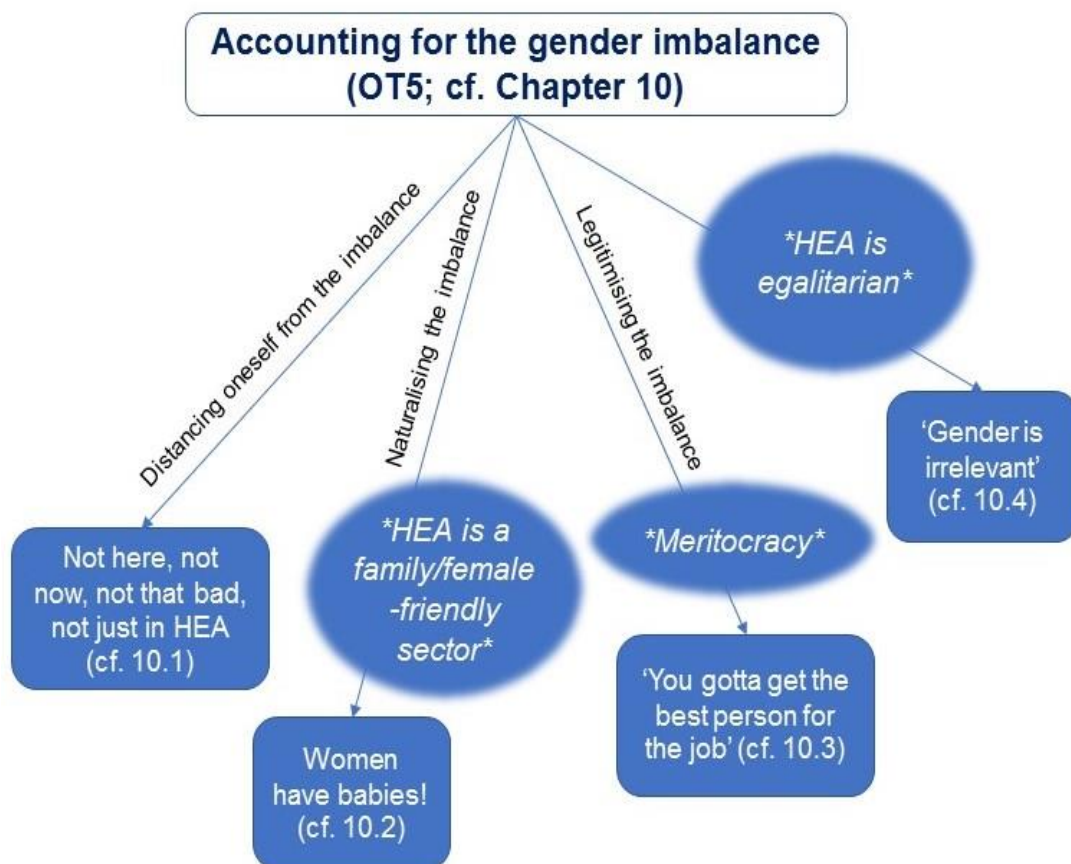 Accounting for the gender imbalance
(OT5; cf. Chapter 10)
Distancing oneself from the imbalance
Naturalising the imbalance
Legitimising the imbalance
*HEA is
egalitarian*
‘Gender is
irrelevant’
(cf. 10.4)
Not here, not
now, not that bad,
not just in HEA
(cf. 10.1)
*HEA is a
family/female
-friendly
sector*
*Meritocracy*
Women
have babies!
(cf. 10.2)
‘You gotta get the
best person for
the job’ (cf. 10.3)